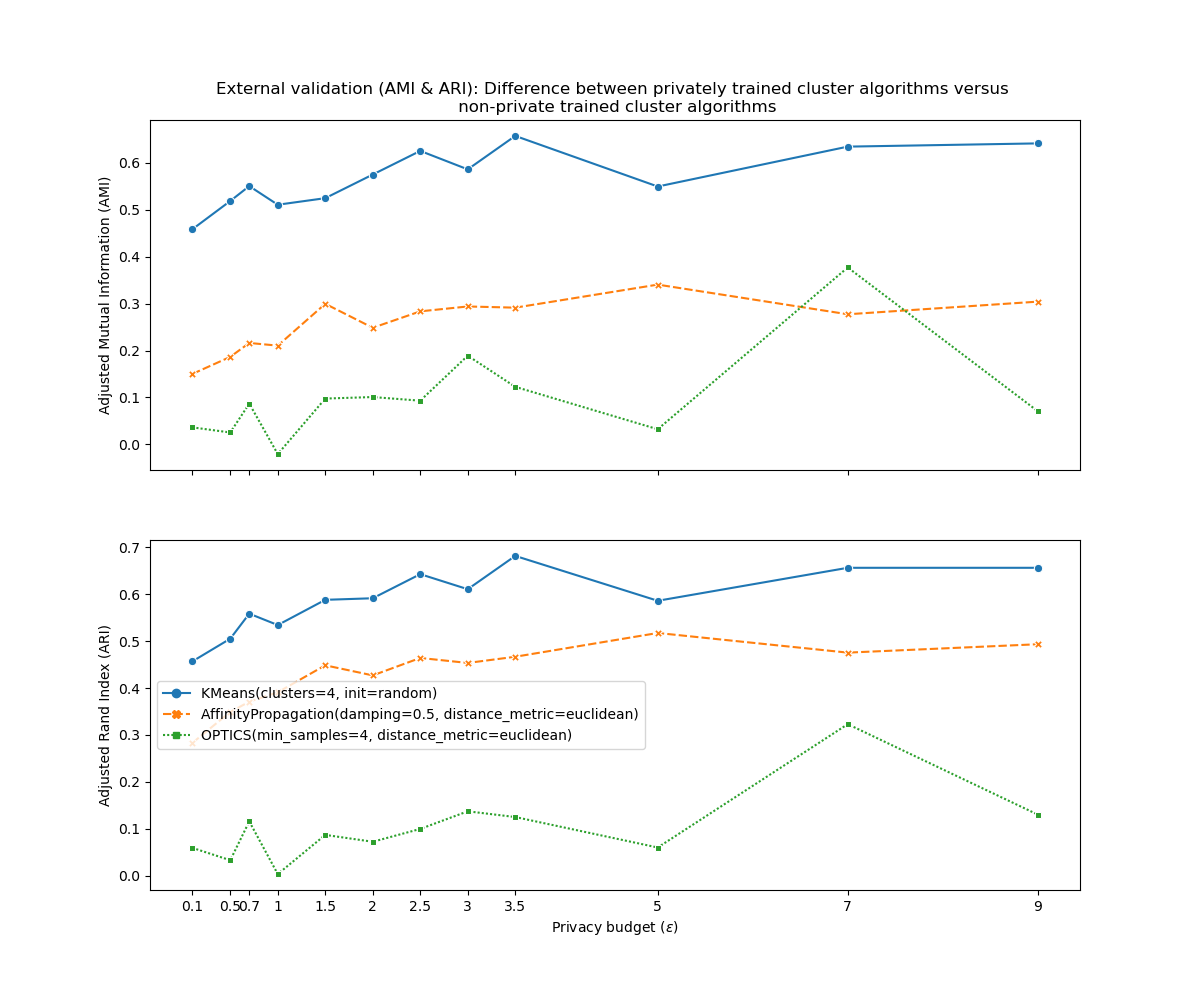 External validation (AMI & ARI): Difference between privately trained cluster algorithms versus
non-private trained cluster algorithms
Adjusted Mutual Information (AMI)
0.6
0.5
0.4
0.3
0.2
0.1
0.0
Adjusted Rand Index (ARI)
0.7
0.6
0.5
0.4
0.3
0.2
0.1
0.0
KMeans(clusters=4, init=random)
AffinityPropagation(damping=0.5, distance_metric=euclidean)
OPTICS(min_samples=4, distance_metric=euclidean)
0.1 0.5 0.7 1 1.5 2 2.5 3 3.5 5 7 9
Privacy budget (ε)